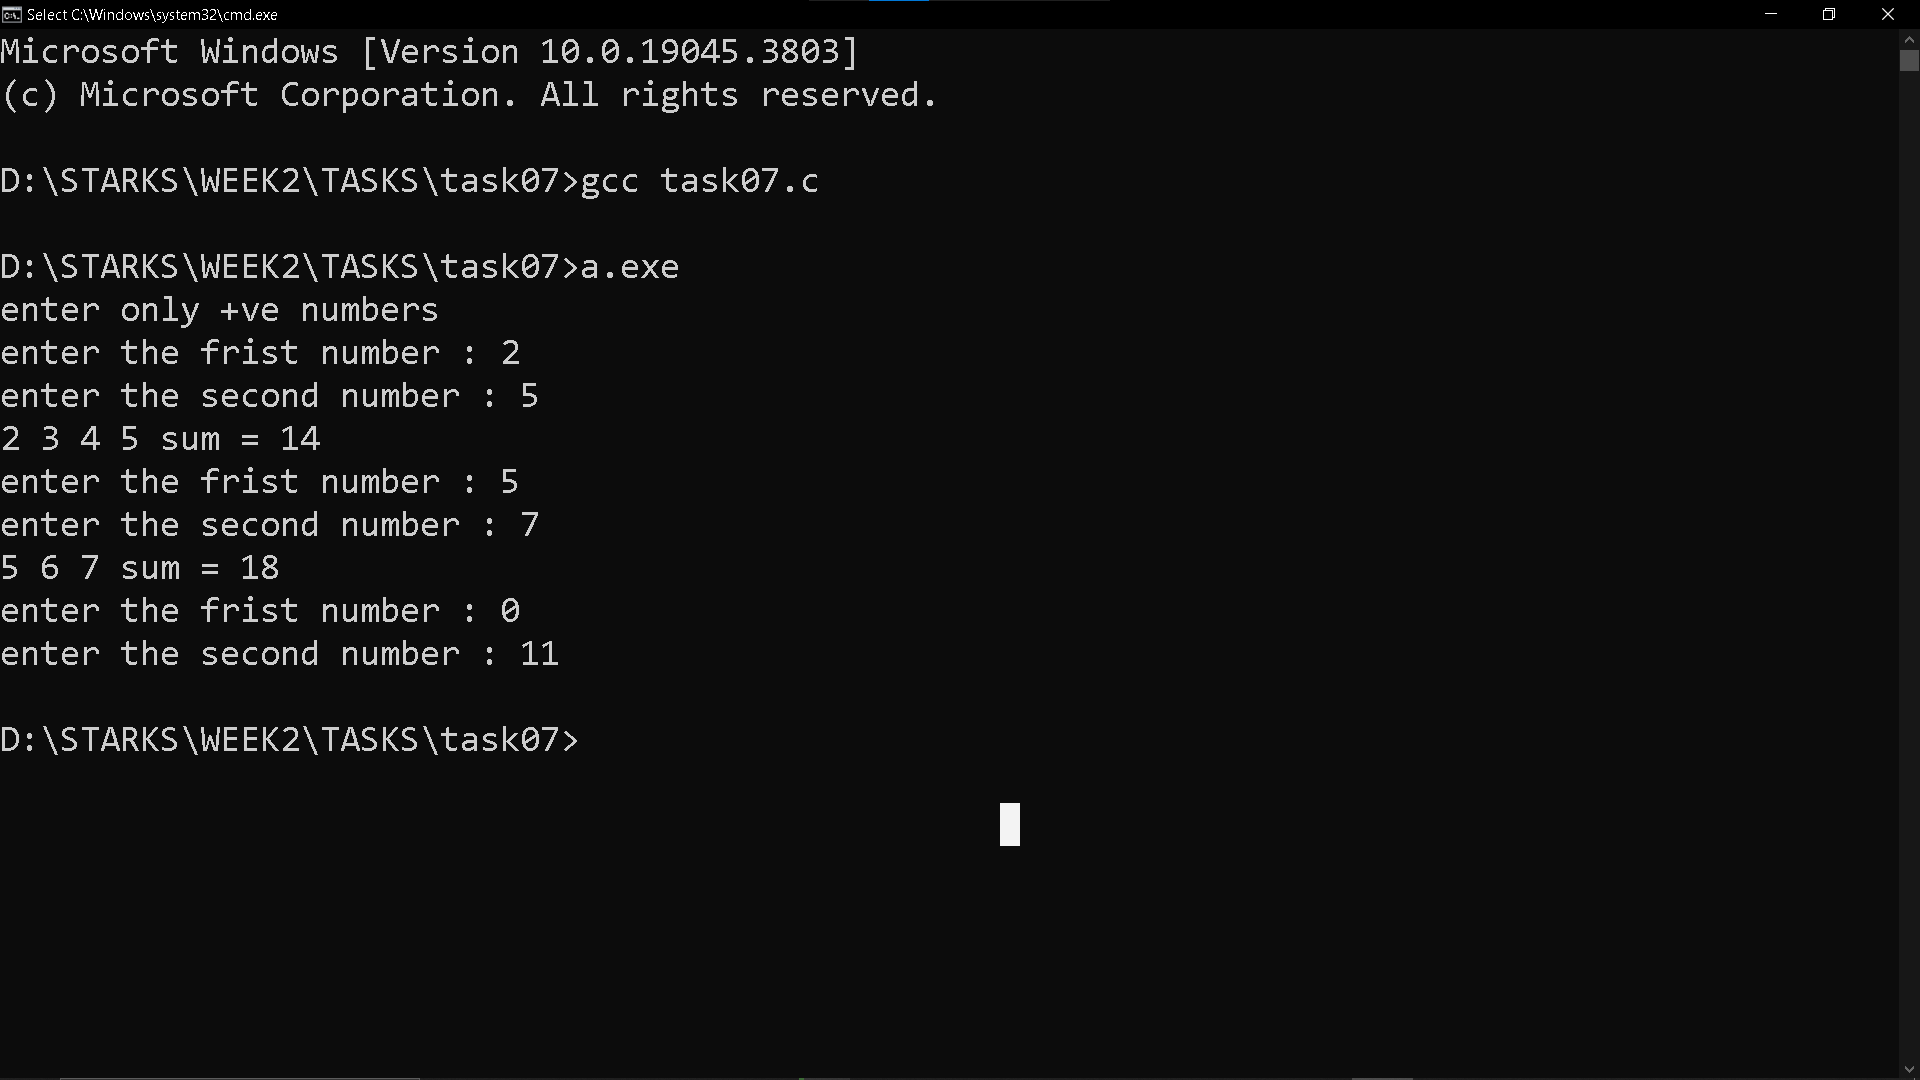 Select C:\Windows\system32\cmd.exe
Microsoft Windows [Version 10.0.19045.3803]
(c) Microsoft Corporation. All rights reserved.
D:\STARKS\WEEK2\TASKS\task07>gcc task07.c
D:\STARKS\WEEK2\TASKS\task07>a.exe
enter only +ve numbers
enter the frist number : 2
enter the second number : 5
2 3 4 5 sum = 14
enter the frist number : 5
enter the second number : 7
5 6 7 sum = 18
enter the frist number : 0
enter the second number : 11
D:\STARKS\WEEK2\TASKS\task07>